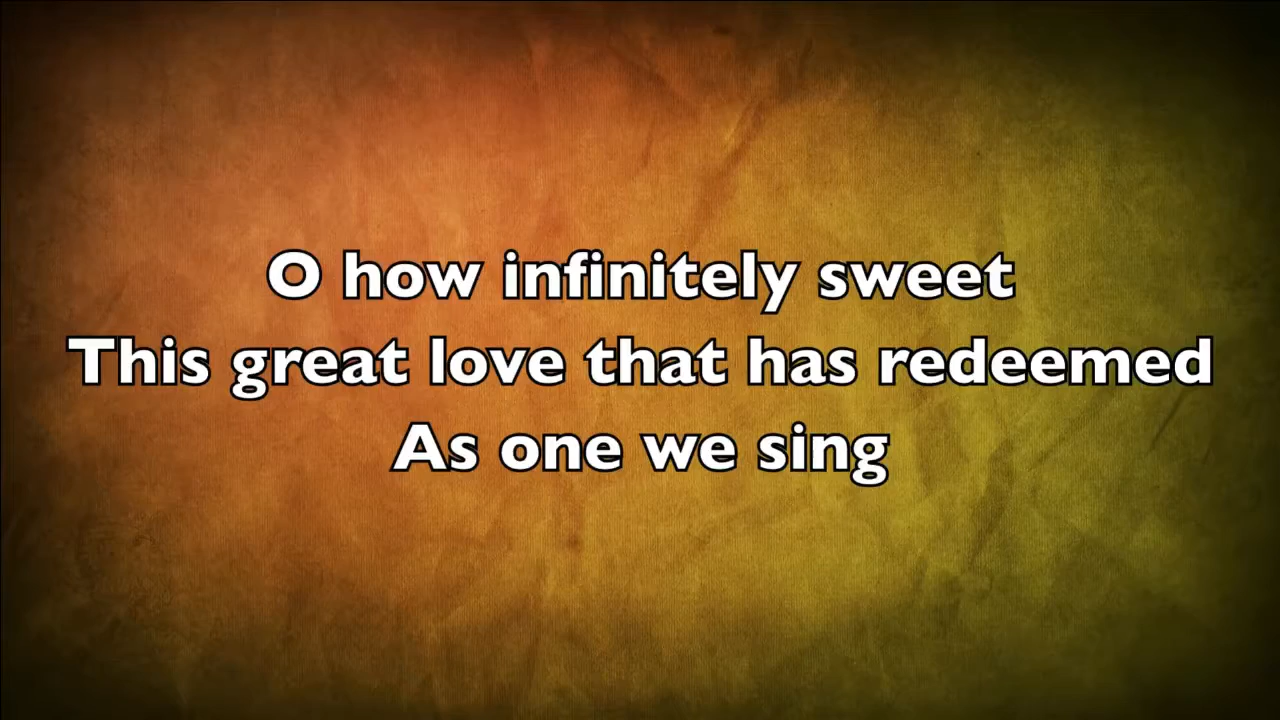 O how infinitely sweet
This great love that has redeemed
As one we sing